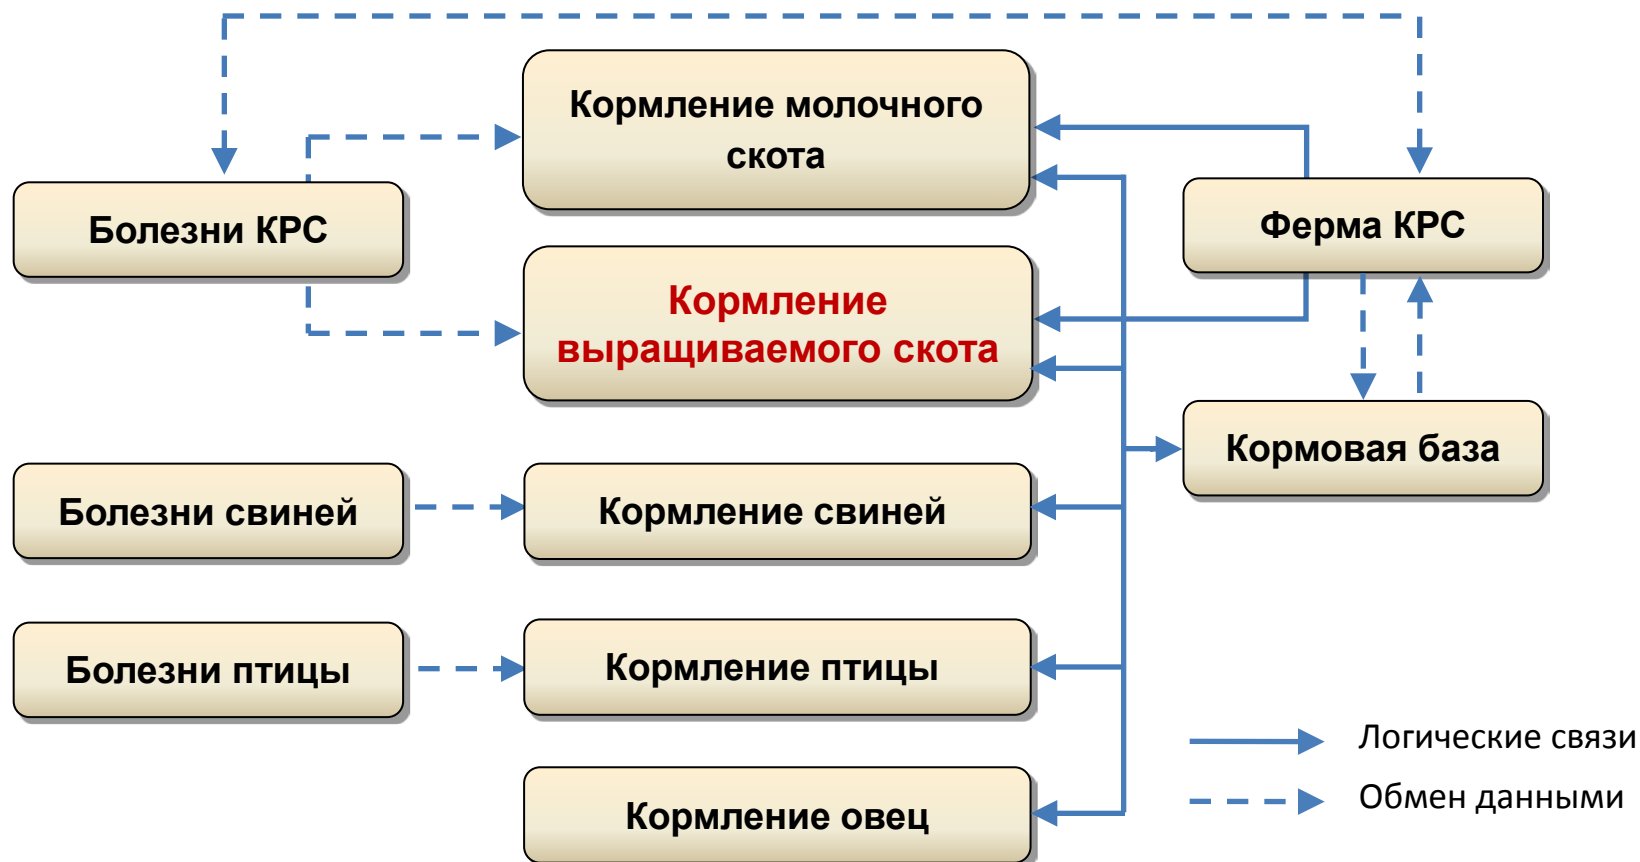 Кормление молочного
скота
Болезни КРС
Ферма КРС
Кормление
выращиваемого скота
Кормовая база
Болезни свиней
Кормление свиней
Болезни птицы
Кормление птицы
Кормление овец
Логические связи
Обмен данными